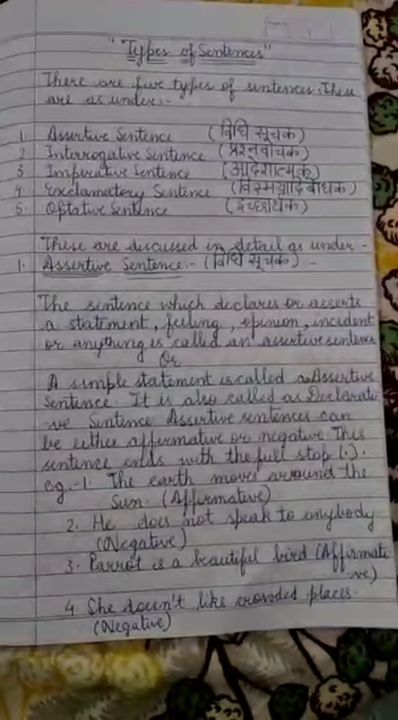 "Types of Sentences"
There are five types of sentences. These
are as under:-
1. Assertive Sentence (विधि सूचक)
2. Interrogative Sentence (प्रश्नवाचक)
3 Imperative Sentence (आदेशात्मक)
4 Exclamatory Sentence (विस्मयादिबोधक)
5. Optative Sentence (इच्छार्थक)
These are discussed in detail as under -
1. Assertive Sentence:- (विधि सूचक) -
The sentence which declares or asserts
a statement, feeling, opinion, incident
or anything is called an assertive sentence
Or
A simple statement is called as Assertive
Sentence. It is also called as Declarati
-ve Sentence. Assertive sentences can
be either affirmative or negative. This
sentence ends with the full stop (.).
e.g.-1. The earth moves around the
Sun. (Affirmative)
2. He does not speak to anybody
(Negative)
3. Parrot is a beautiful bird (Affirmati
-ve)
4. She doesn't like crowded places.
(Negative)